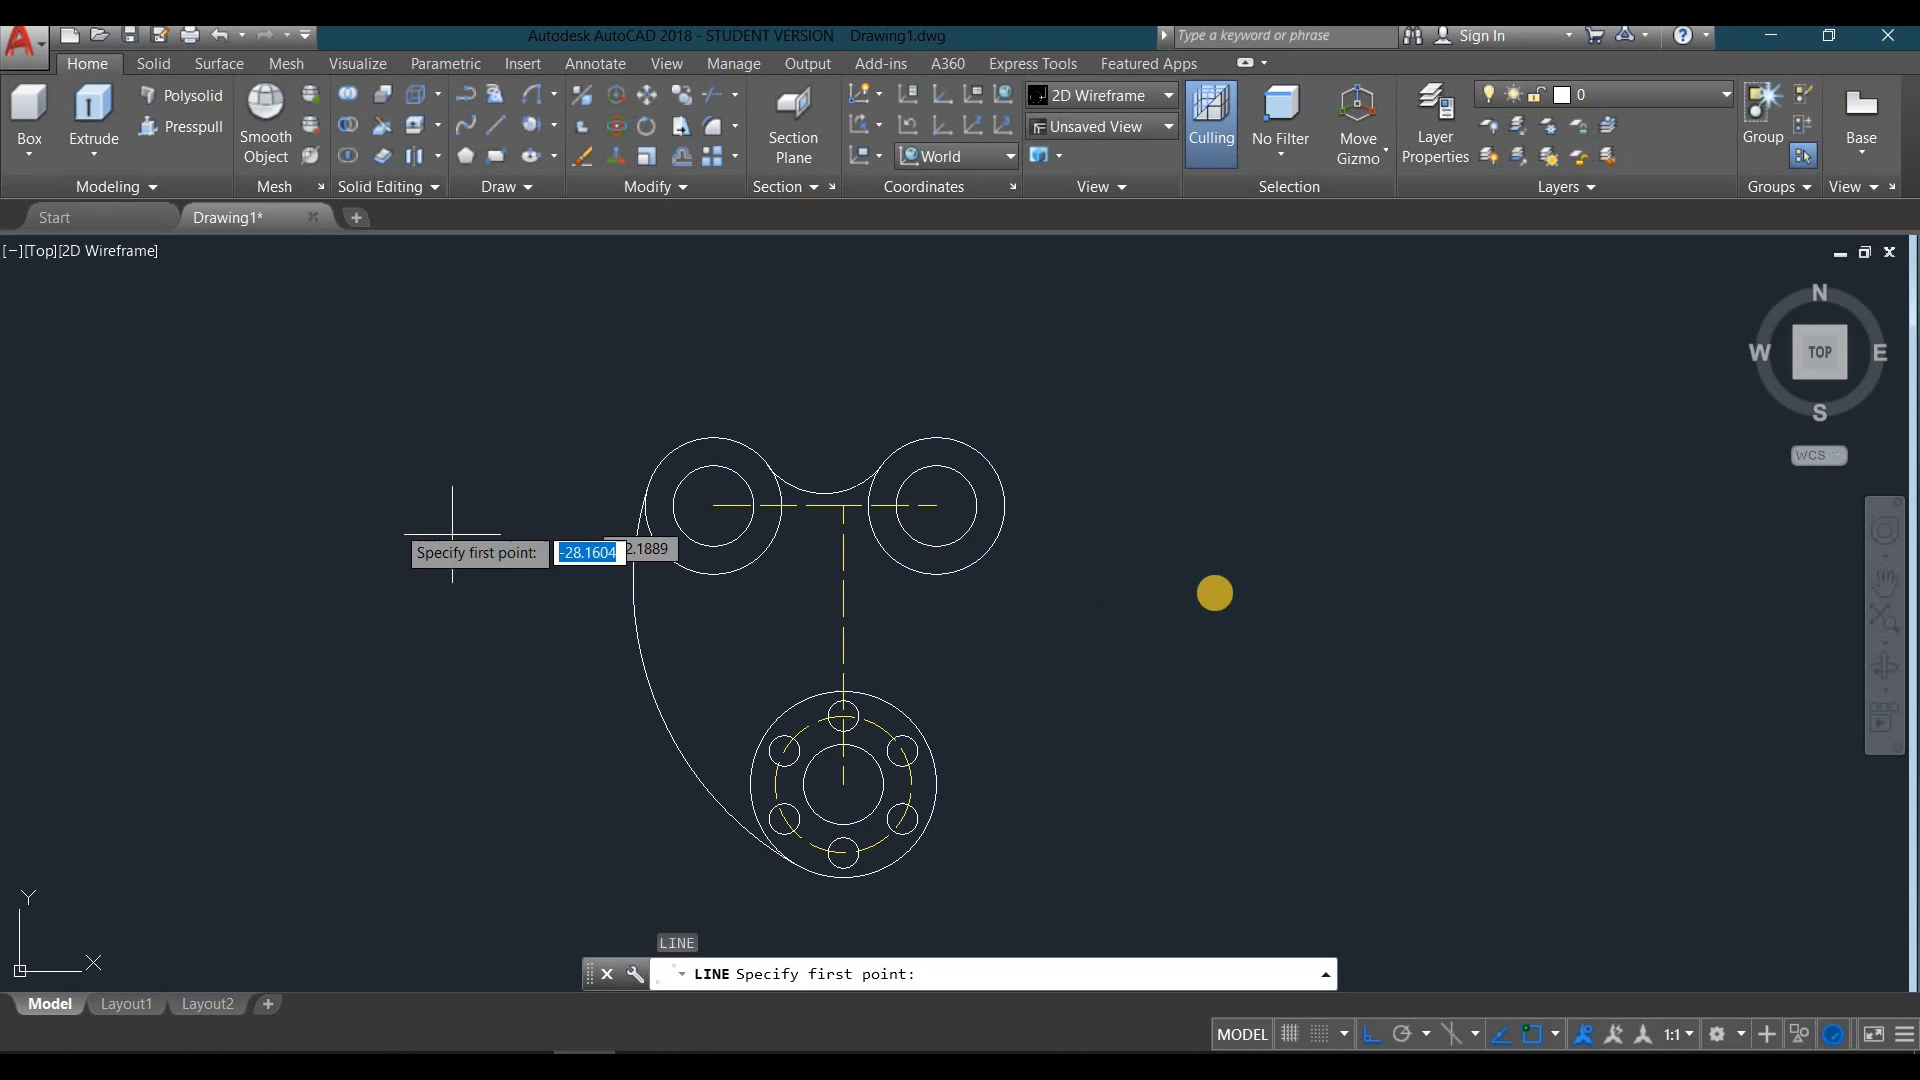 Autodesk AutoCAD 2018 - STUDENT VERSION Drawing1.dwg
Type a keyword or phrase
Sign In
Home Solid Surface Mesh Visualize Parametric Insert Annotate View Manage Output Add-ins A360 Express Tools Featured Apps
Box
Extrude
Polysolid
Presspull
Smooth
Object
Section
Plane
World
2D Wireframe
Unsaved View
Culling
No Filter
Move
Gizmo
Layer
Properties
0
Group
Base
Modeling Mesh Solid Editing Draw Modify Section Coordinates View Selection Layers Groups View
Start Drawing1*
[−][Top][2D Wireframe]
N
W TOP E
S
WCS
Specify first point: -28.1604 2.1889
Y
X
LINE
LINE Specify first point:
Model Layout1 Layout2
MODEL 1:1